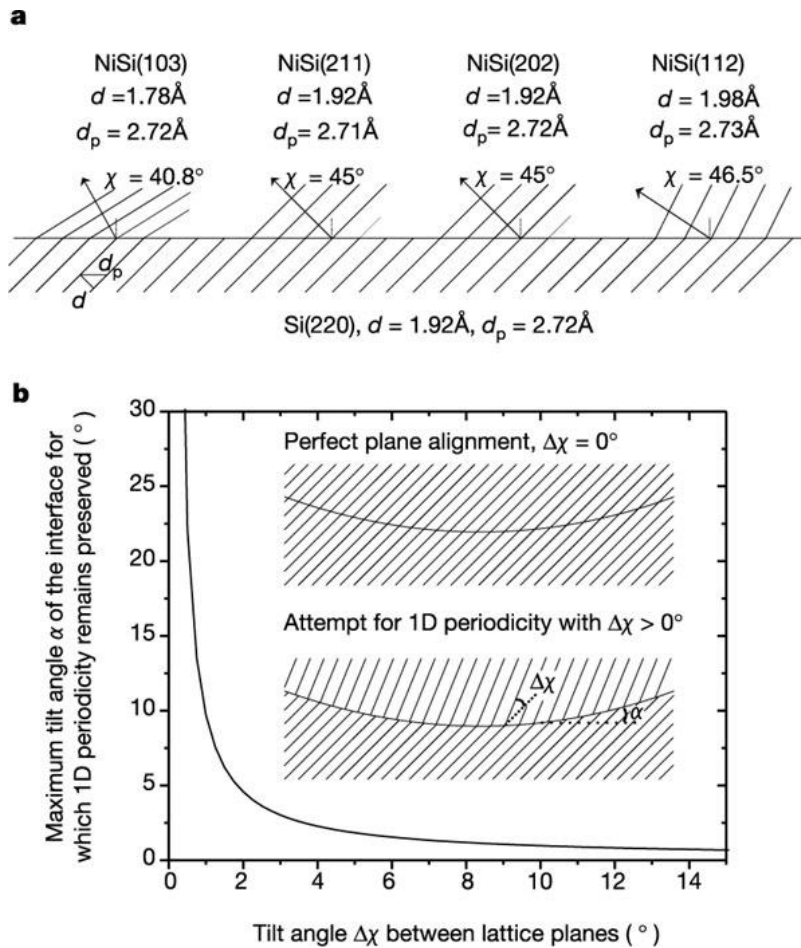 a
NiSi(103) NiSi(211) NiSi(202) NiSi(112)
d =1.78Å d = 1.92Å d = 1.92Å d = 1.98Å
dp = 2.72Å dp = 2.71Å dp = 2.72Å dp = 2.73Å
χ = 40.8° χ = 45° χ = 45° χ = 46.5°
dp
d
Si(220), d = 1.92Å, dp = 2.72Å
b
Maximum tilt angle α of the interface for
which 1D periodicity remains preserved (°)
30
25
20
15
10
5
0
Perfect plane alignment, Δχ = 0°
Attempt for 1D periodicity with Δχ > 0°
Δχ
α
0 2 4 6 8 10 12 14
Tilt angle Δχ between lattice planes (°)